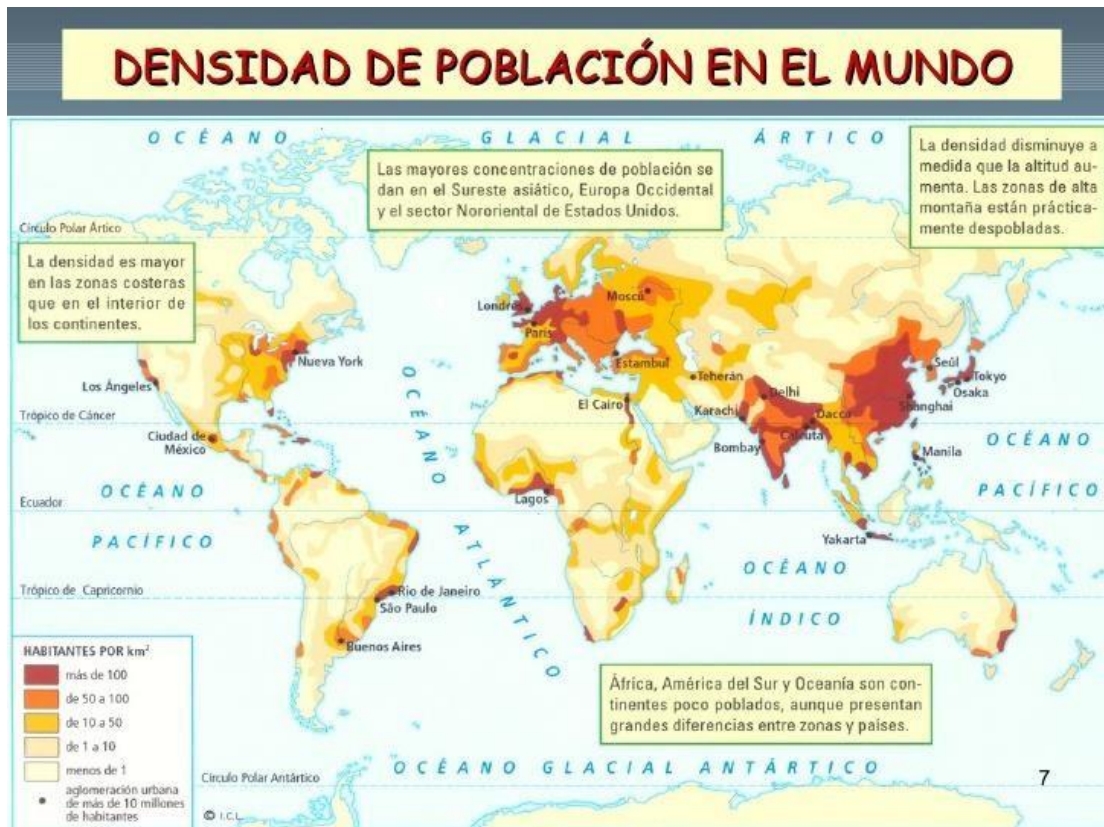 DENSIDAD DE POBLACIÓN EN EL MUNDO
OCÉANO GLACIAL ÁRTICO
Las mayores concentraciones de población se
dan en el Sureste asiático, Europa Occidental
y el sector Nororiental de Estados Unidos.
La densidad disminuye a
medida que la altitud au-
menta. Las zonas de alta
montaña están práctica-
mente despobladas.
Círculo Polar Ártico
La densidad es mayor
en las zonas costeras
que en el interior de
los continentes.
Londres
Moscú
París
Nueva York
Estambul
Seúl
Los Ángeles
Teherán
Tokyo
Osaka
El Cairo
Delhi
Karachi
Dacca
Shanghai
Trópico de Cáncer
Calcuta
Ciudad de
México
Bombay
Manila
OCÉANO
PACÍFICO
OCÉANO
ATLÁNTICO
OCÉANO
PACÍFICO
Ecuador
Lagos
Yakarta
OCÉANO
ÍNDICO
Trópico de Capricornio
Rio de Janeiro
São Paulo
Buenos Aires
HABITANTES POR km²
más de 100
de 50 a 100
de 10 a 50
de 1 a 10
menos de 1
aglomeración urbana
de más de 10 millones
de habitantes
África, América del Sur y Oceanía son con-
tinentes poco poblados, aunque presentan
grandes diferencias entre zonas y países.
Círculo Polar Antártico
OCÉANO GLACIAL ANTÁRTICO
7
© I.C.L.